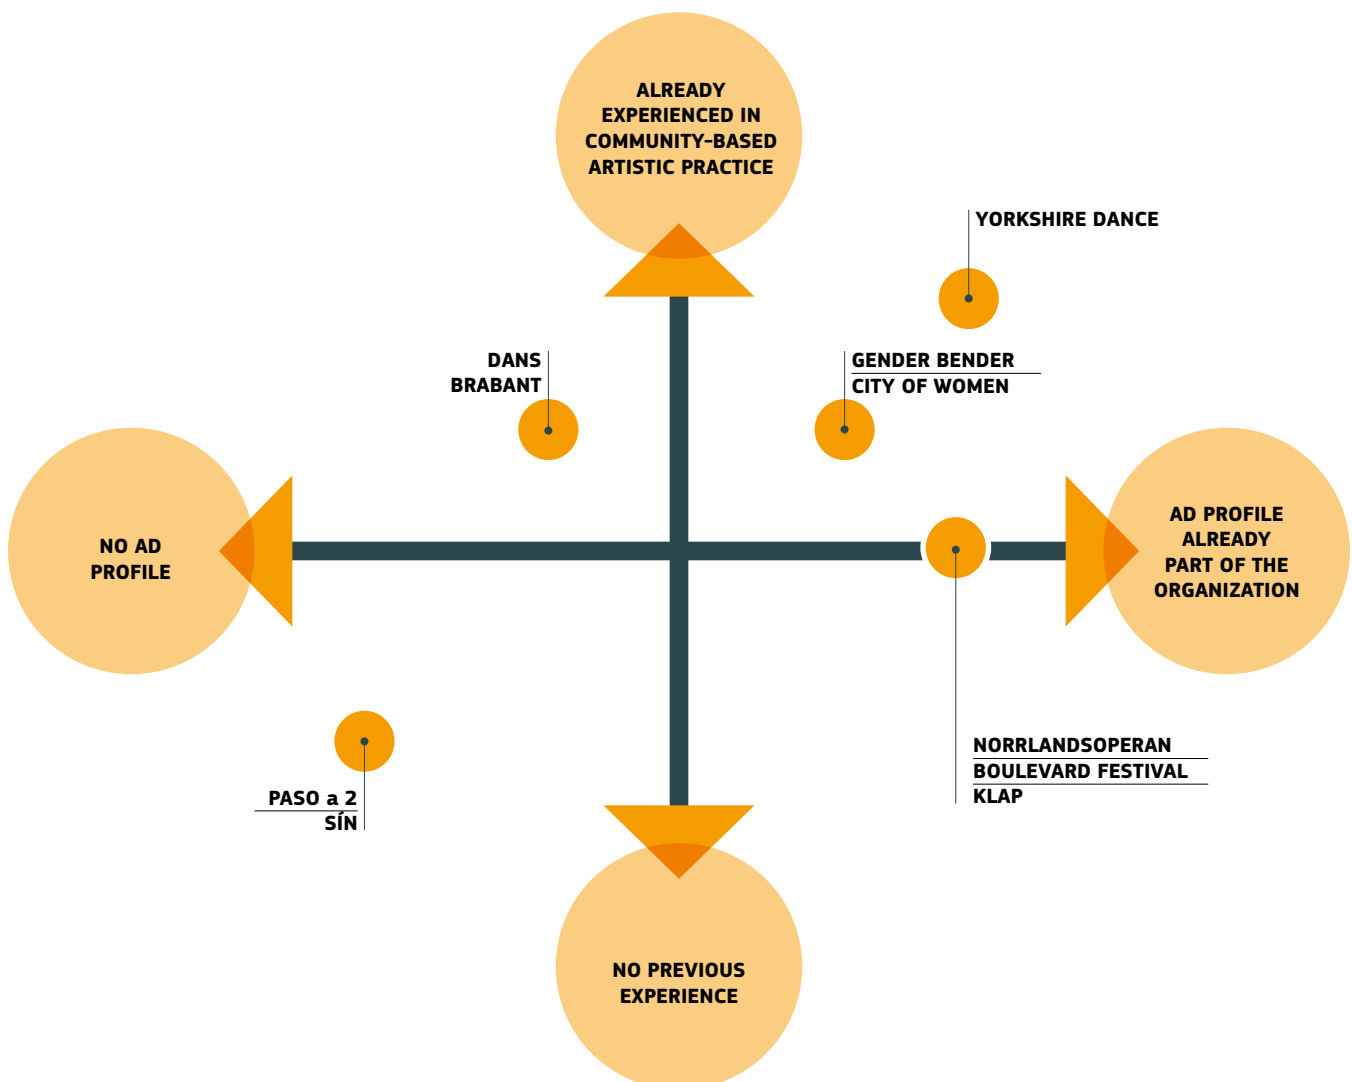 ALREADY
EXPERIENCED IN
COMMUNITY-BASED
ARTISTIC PRACTICE
YORKSHIRE DANCE
DANS
BRABANT
GENDER BENDER
CITY OF WOMEN
NO AD
PROFILE
AD PROFILE
ALREADY
PART OF THE
ORGANIZATION
NORRLANDSOPERAN
BOULEVARD FESTIVAL
KLAP
PASO a 2
SÍN
NO PREVIOUS
EXPERIENCE